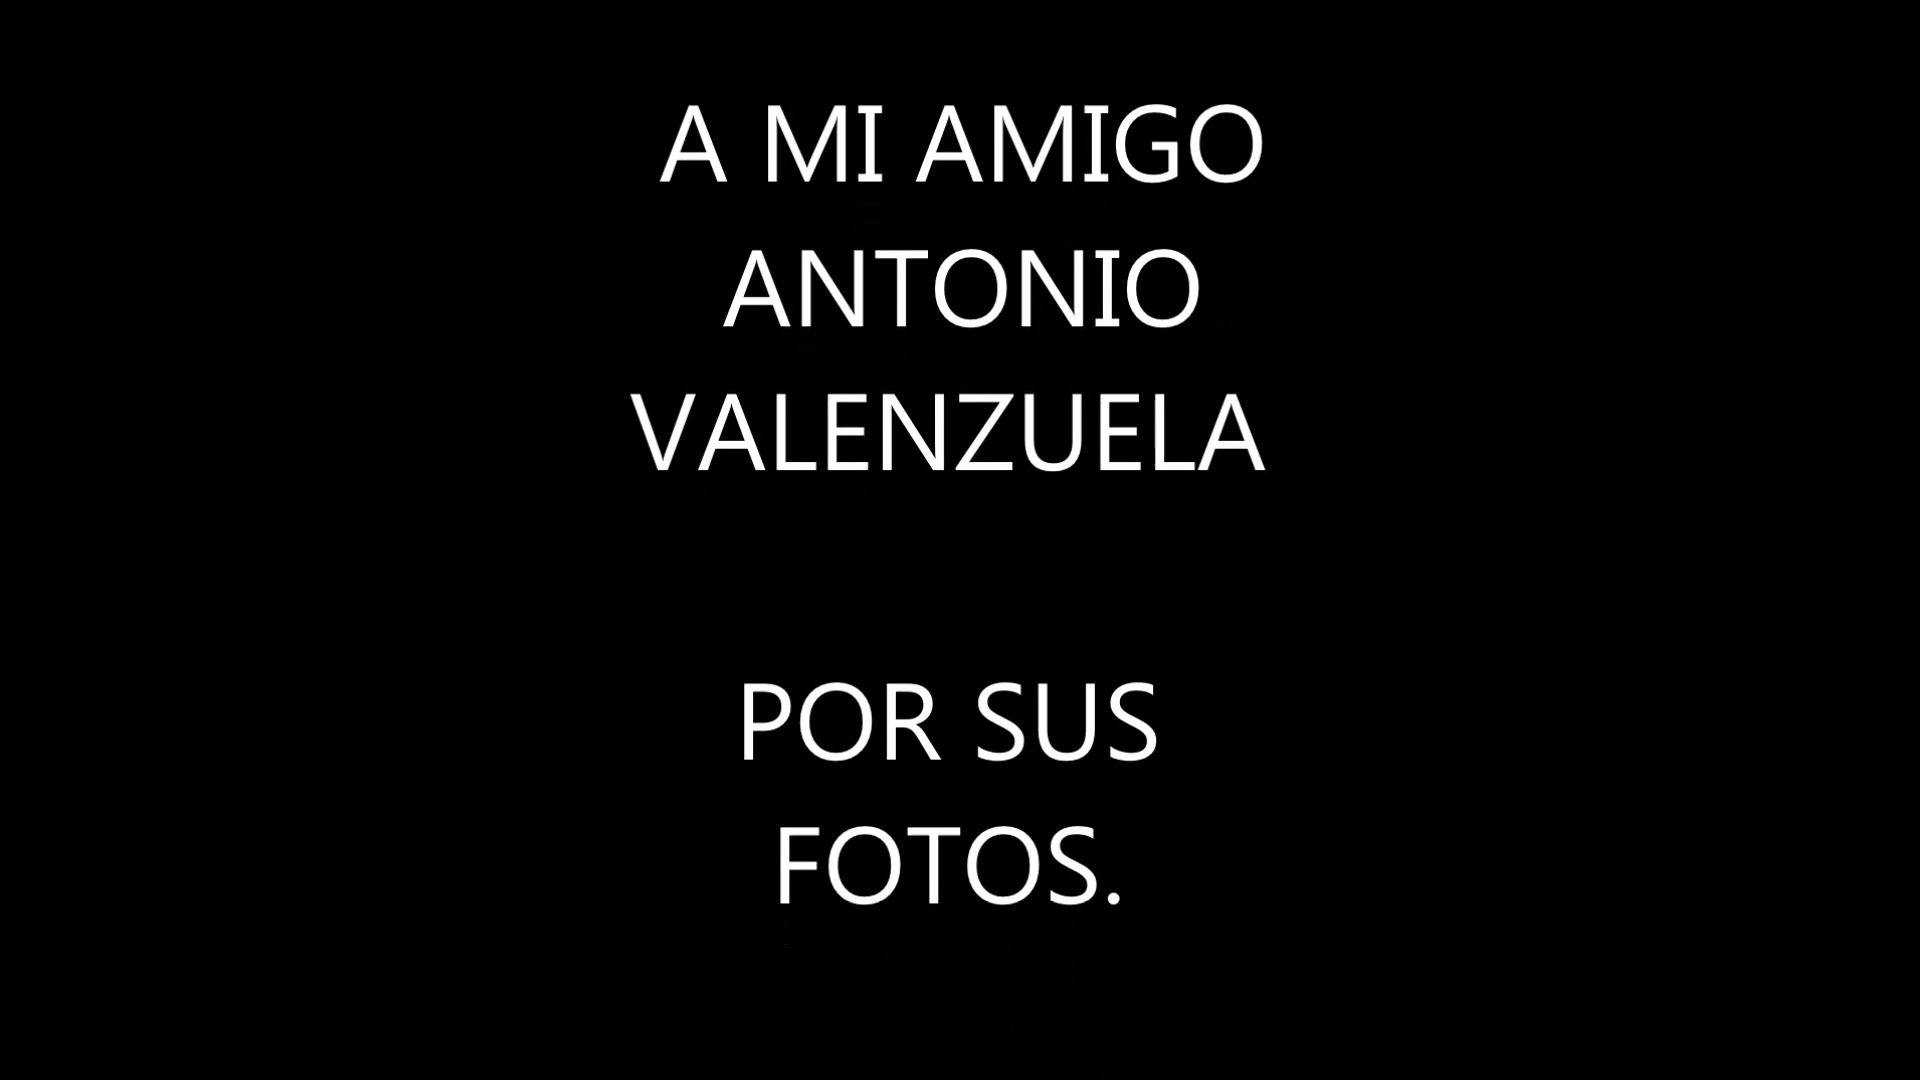 A MI AMIGO
ANTONIO
VALENZUELA
POR SUS
FOTOS.